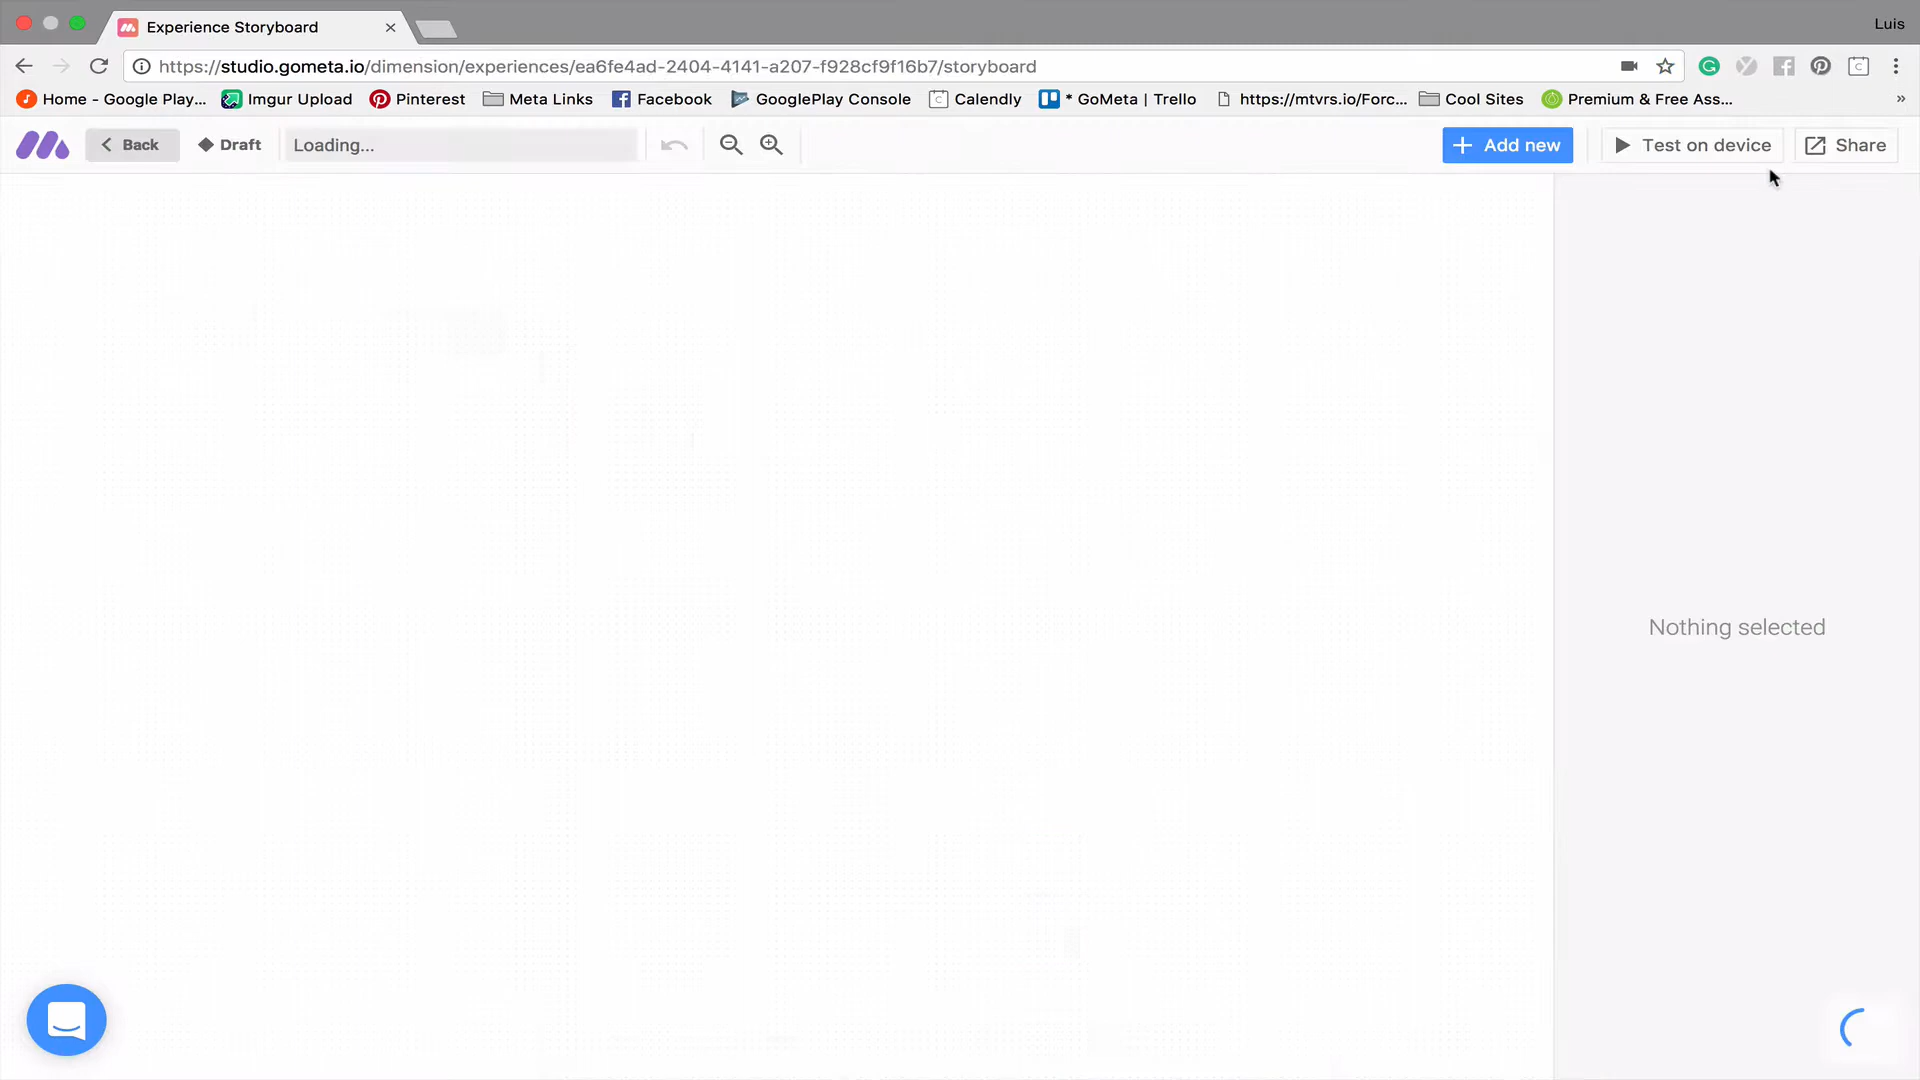 Experience Storyboard
Luis
https://studio.gometa.io/dimension/experiences/ea6fe4ad-2404-4141-a207-f928cf9f16b7/storyboard
Home - Google Play... Imgur Upload Pinterest Meta Links Facebook GooglePlay Console Calendly * GoMeta | Trello https://mtvrs.io/Forc... Cool Sites Premium & Free Ass... »
Back Draft Loading... Add new Test on device Share
Nothing selected